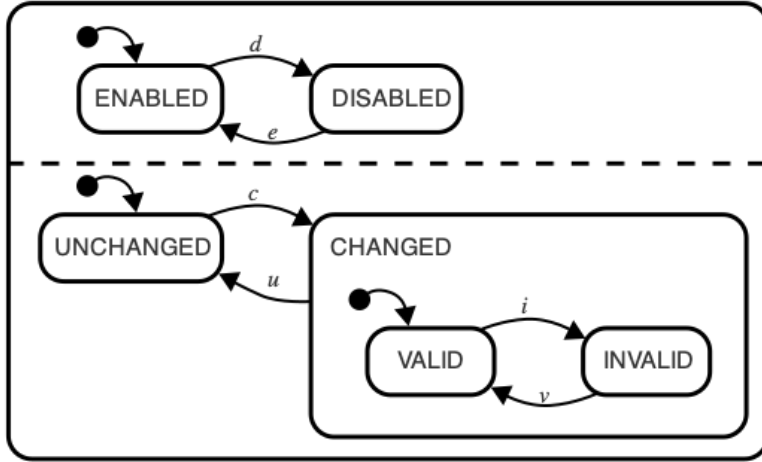 d
ENABLED DISABLED
e
c
UNCHANGED CHANGED
u
i
VALID INVALID
v